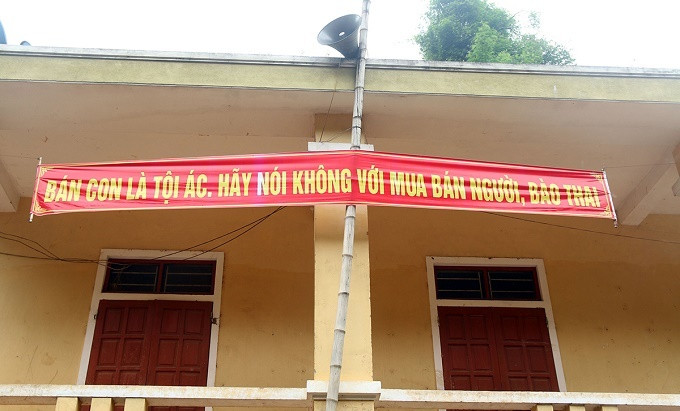 BÁN CON LÀ TỘI ÁC. HÃY NÓI KHÔNG VỚI MUA BÁN NGƯỜI, BÀO THAI